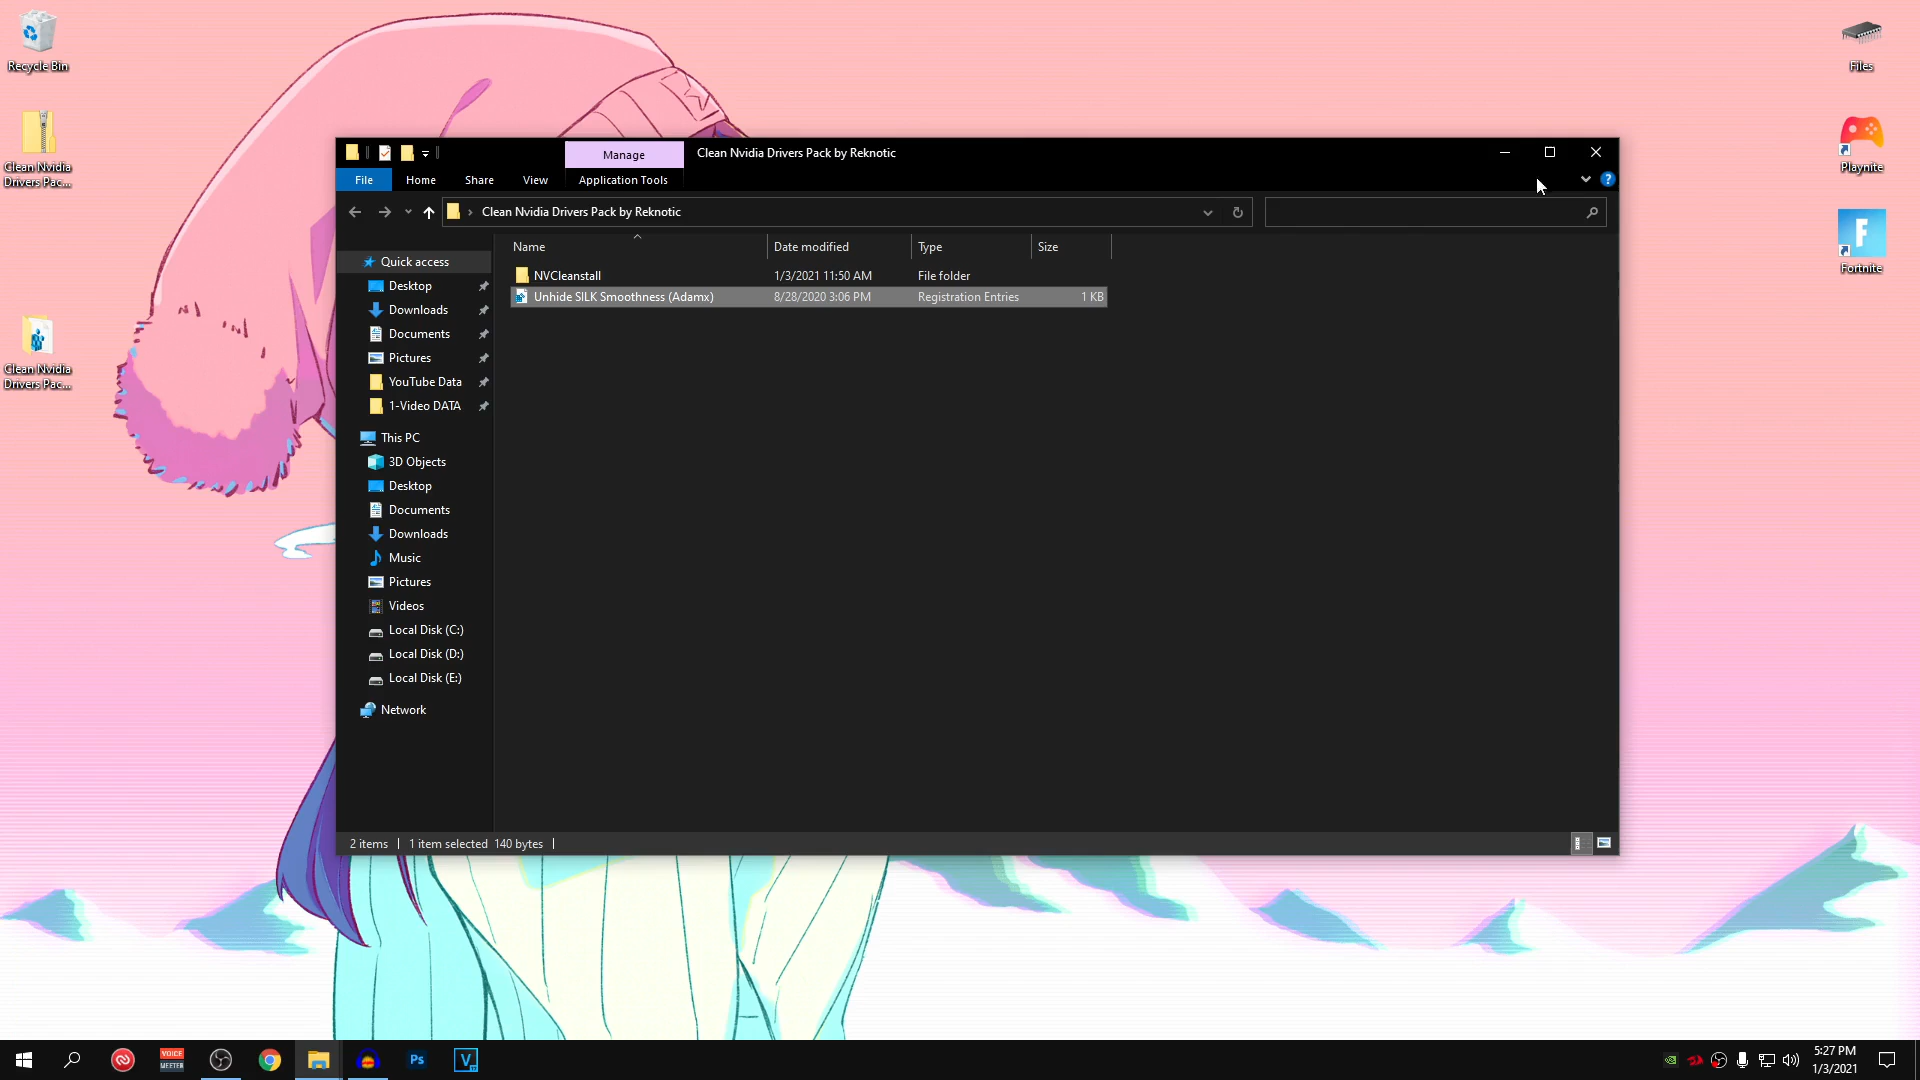 Recycle Bin
Clean Nvidia
Drivers Pac...
Clean Nvidia
Drivers Pac...
Files
Playnite
F
Fortnite
Manage
Clean Nvidia Drivers Pack by Reknotic
File
Home
Share
View
Application Tools
?
Clean Nvidia Drivers Pack by Reknotic
Name
Date modified
Type
Size
NVCleanstall
1/3/2021 11:50 AM
File folder
Unhide SILK Smoothness (Adamx)
8/28/2020 3:06 PM
Registration Entries
1 KB
Quick access
Desktop
Downloads
Documents
Pictures
YouTube Data
1-Video DATA
This PC
3D Objects
Desktop
Documents
Downloads
Music
Pictures
Videos
Local Disk (C:)
Local Disk (D:)
Local Disk (E:)
Network
2 items
1 item selected 140 bytes
VOICE
MEETER
Ps
V
5:27 PM
1/3/2021